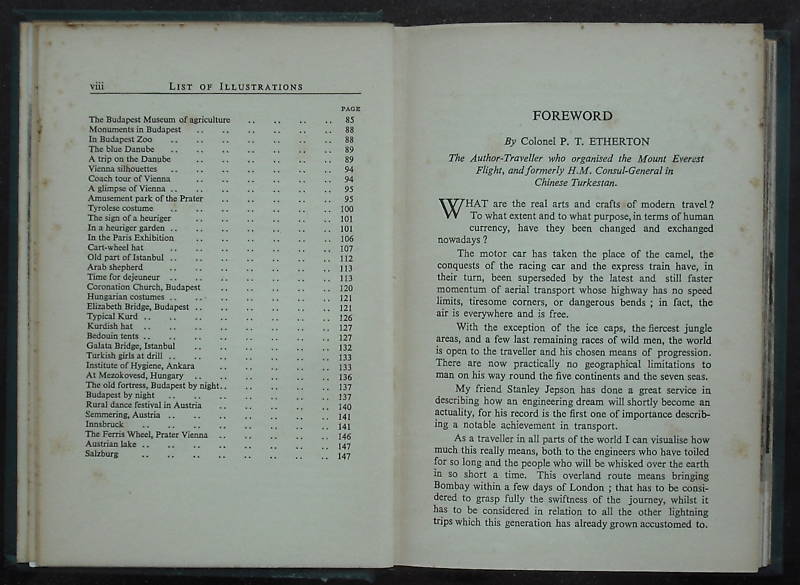 viii LIST OF ILLUSTRATIONS
PAGE
The Budapest Museum of agriculture .. .. .. .. 85
Monuments in Budapest .. .. .. .. .. .. 88
In Budapest Zoo .. .. .. .. .. .. .. 88
The blue Danube .. .. .. .. .. .. .. 89
A trip on the Danube .. .. .. .. .. .. 89
Vienna silhouettes .. .. .. .. .. .. .. 94
Coach tour of Vienna .. .. .. .. .. .. 94
A glimpse of Vienna .. .. .. .. .. .. .. 95
Amusement park of the Prater .. .. .. .. .. 95
Tyrolese costume .. .. .. .. .. .. .. 100
The sign of a heuriger .. .. .. .. .. .. 101
In a heuriger garden .. .. .. .. .. .. .. 101
In the Paris Exhibition .. .. .. .. .. .. 106
Cart-wheel hat .. .. .. .. .. .. .. 107
Old part of Istanbul .. .. .. .. .. .. .. 112
Arab shepherd .. .. .. .. .. .. .. 113
Time for dejeuner .. .. .. .. .. .. .. 113
Coronation Church, Budapest .. .. .. .. .. 120
Hungarian costumes .. .. .. .. .. .. .. 121
Elizabeth Bridge, Budapest .. .. .. .. .. .. 121
Typical Kurd .. .. .. .. .. .. .. .. 126
Kurdish hat .. .. .. .. .. .. .. .. 127
Bedouin tents .. .. .. .. .. .. .. .. 127
Galata Bridge, Istanbul .. .. .. .. .. .. 132
Turkish girls at drill .. .. .. .. .. .. .. 133
Institute of Hygiene, Ankara .. .. .. .. .. 133
At Mezokovesd, Hungary .. .. .. .. .. .. 136
The old fortress, Budapest by night .. .. .. .. .. 137
Budapest by night .. .. .. .. .. .. .. 137
Rural dance festival in Austria .. .. .. .. .. 140
Semmering, Austria .. .. .. .. .. .. .. 141
Innsbruck .. .. .. .. .. .. .. .. 141
The Ferris Wheel, Prater Vienna .. .. .. .. .. 146
Austrian lake .. .. .. .. .. .. .. .. 147
Salzburg .. .. .. .. .. .. .. .. 147
FOREWORD
By Colonel P. T. ETHERTON
The Author-Traveller who organised the Mount Everest
Flight, and formerly H.M. Consul-General in
Chinese Turkestan.
WHAT are the real arts and crafts of modern travel ?
To what extent and to what purpose, in terms of human
currency, have they been changed and exchanged
nowadays ?
The motor car has taken the place of the camel, the
conquests of the racing car and the express train have, in
their turn, been superseded by the latest and still faster
momentum of aerial transport whose highway has no speed
limits, tiresome corners, or dangerous bends ; in fact, the
air is everywhere and is free.
With the exception of the ice caps, the fiercest jungle
areas, and a few last remaining races of wild men, the world
is open to the traveller and his chosen means of progression.
There are now practically no geographical limitations to
man on his way round the five continents and the seven seas.
My friend Stanley Jepson has done a great service in
describing how an engineering dream will shortly become an
actuality, for his record is the first one of importance describ-
ing a notable achievement in transport.
As a traveller in all parts of the world I can visualise how
much this really means, both to the engineers who have toiled
for so long and the people who will be whisked over the earth
in so short a time. This overland route means bringing
Bombay within a few days of London ; that has to be consi-
dered to grasp fully the swiftness of the journey, whilst it
has to be considered in relation to all the other lightning
trips which this generation has already grown accustomed to.